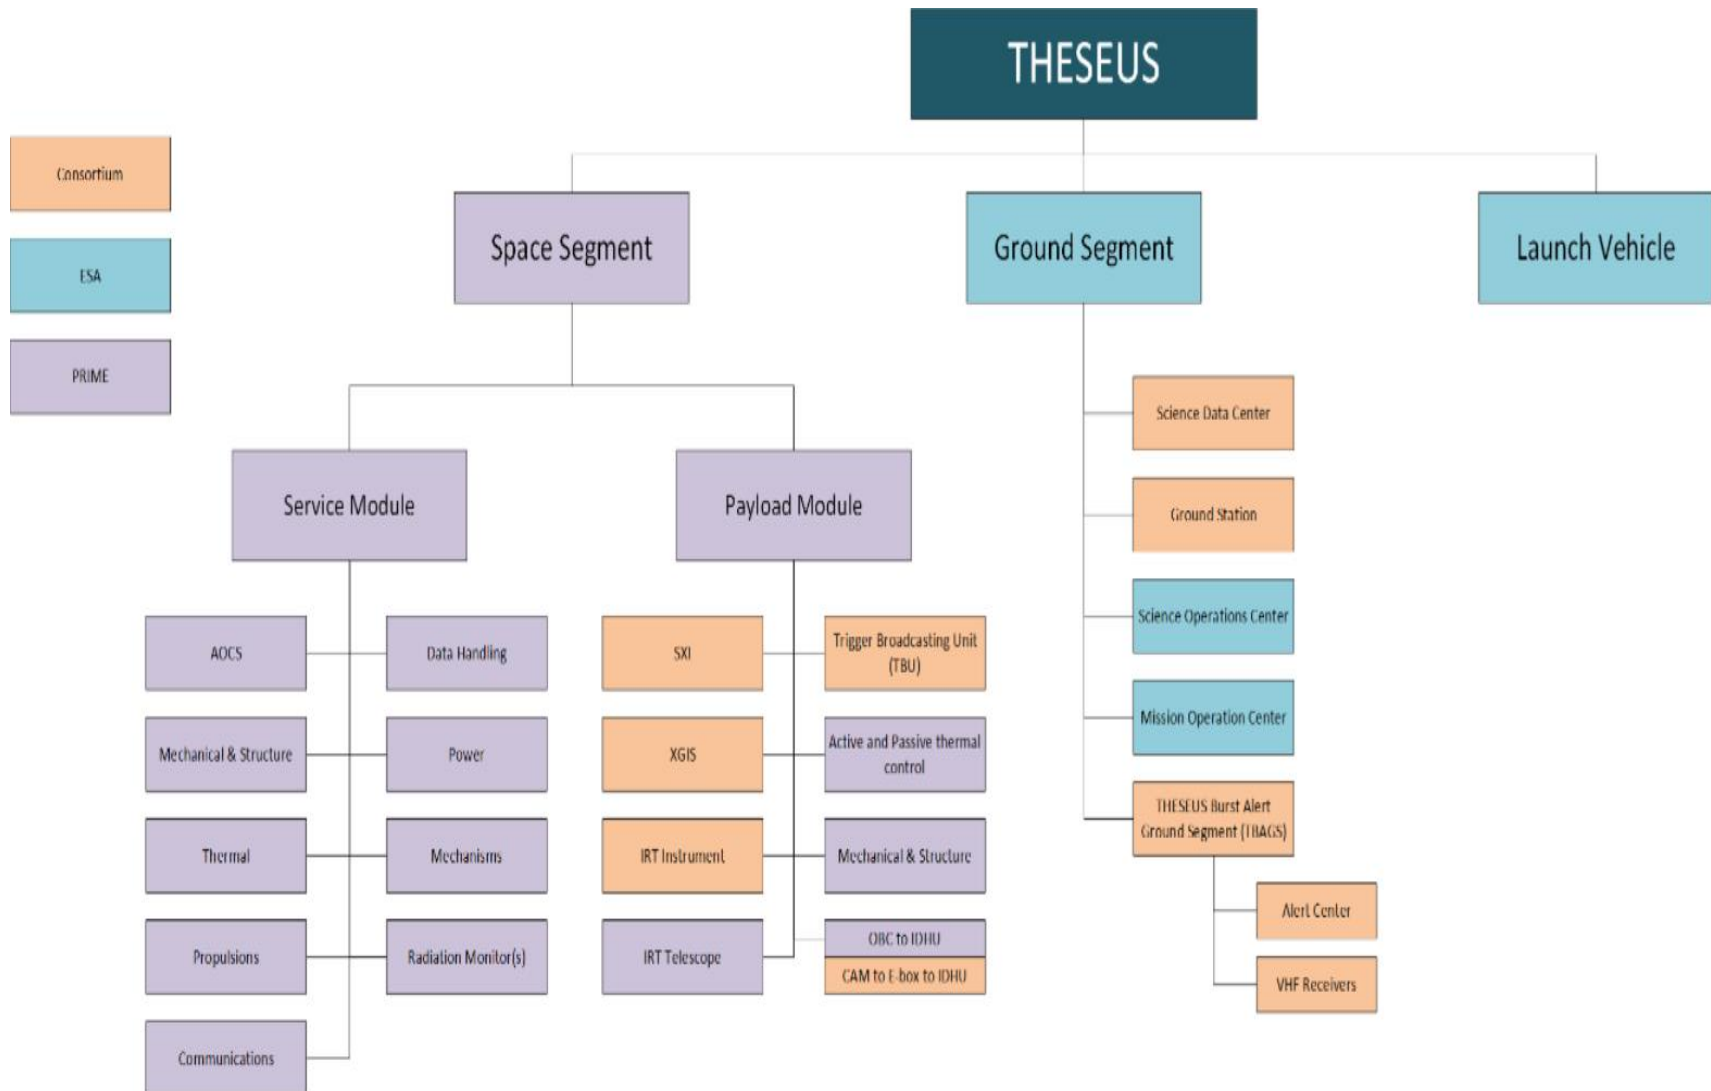 THESEUS
Consortium
ESA
PRIME
Space Segment
Ground Segment
Launch Vehicle
Service Module
Payload Module
AOCS
Data Handling
Mechanical & Structure
Power
Thermal
Mechanisms
Propulsions
Radiation Monitor(s)
Communications
SXI
Trigger Broadcasting Unit
(TBU)
XGIS
Active and Passive thermal
control
IRT Instrument
Mechanical & Structure
IRT Telescope
OBC to IDHU
CAM to E-box to IDHU
Science Data Center
Ground Station
Science Operations Center
Mission Operation Center
THESEUS Burst Alert
Ground Segment (TBAGS)
Alert Center
VHF Receivers